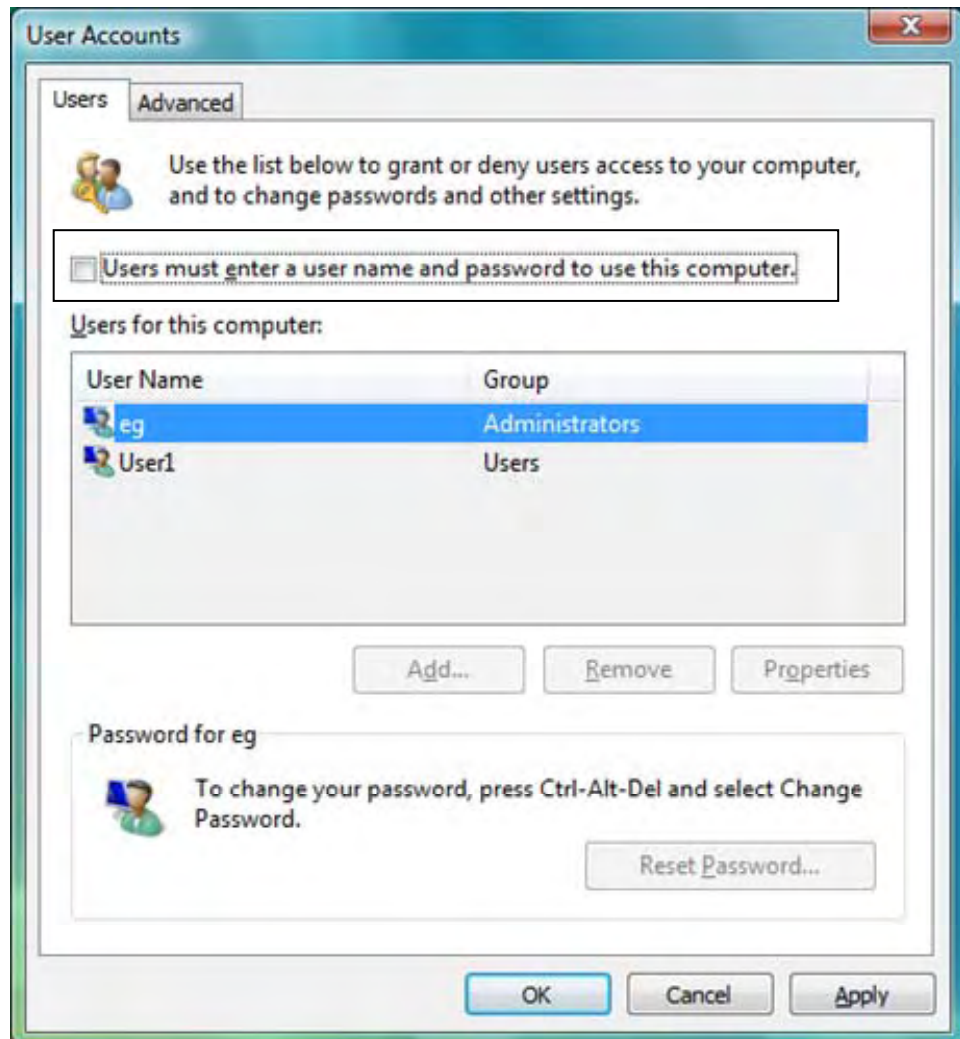 User Accounts
Users
Advanced
Use the list below to grant or deny users access to your computer,
and to change passwords and other settings.
Users must enter a user name and password to use this computer.
Users for this computer:
User Name Group
eg Administrators
User1 Users
Add... Remove Properties
Password for eg
To change your password, press Ctrl-Alt-Del and select Change
Password.
Reset Password...
OK Cancel Apply